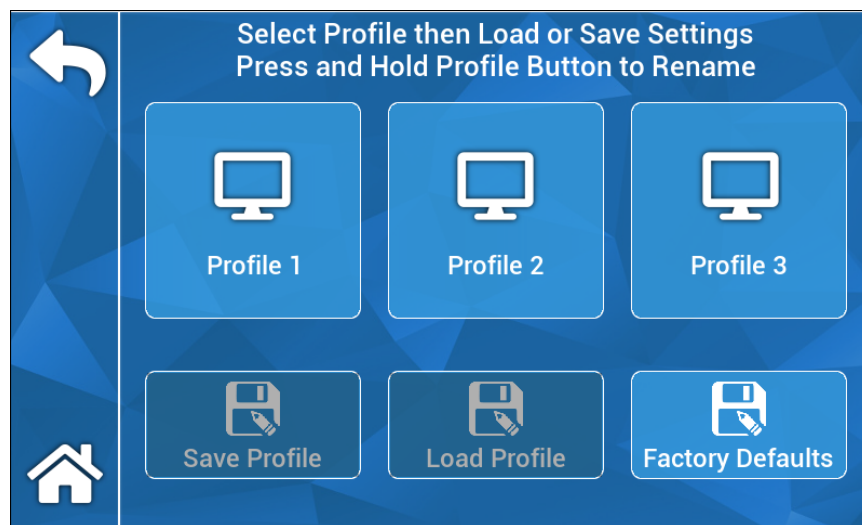 Select Profile then Load or Save Settings
Press and Hold Profile Button to Rename
Profile 1
Profile 2
Profile 3
Save Profile
Load Profile
Factory Defaults